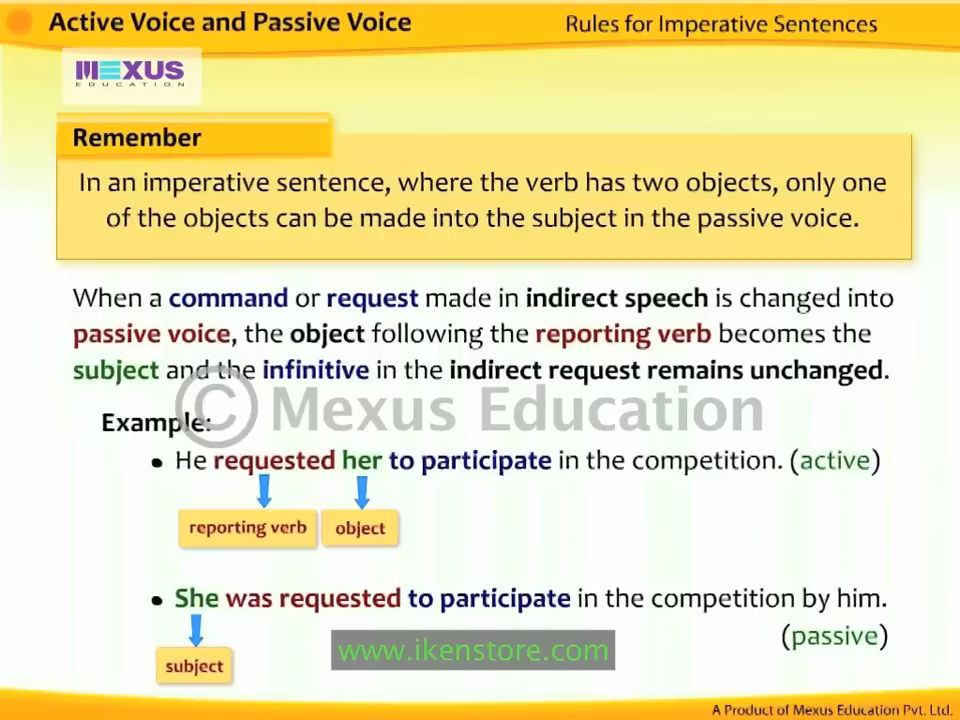 Active Voice and Passive Voice
Rules for Imperative Sentences
MEXUS
EDUCATION
Remember
In an imperative sentence, where the verb has two objects, only one
of the objects can be made into the subject in the passive voice.
When a command or request made in indirect speech is changed into
passive voice, the object following the reporting verb becomes the
subject and the infinitive in the indirect request remains unchanged.
© Mexus Education
Example:
• He requested her to participate in the competition. (active)
reporting verb
object
• She was requested to participate in the competition by him.
(passive)
www.ikenstore.com
subject
A Product of Mexus Education Pvt. Ltd.